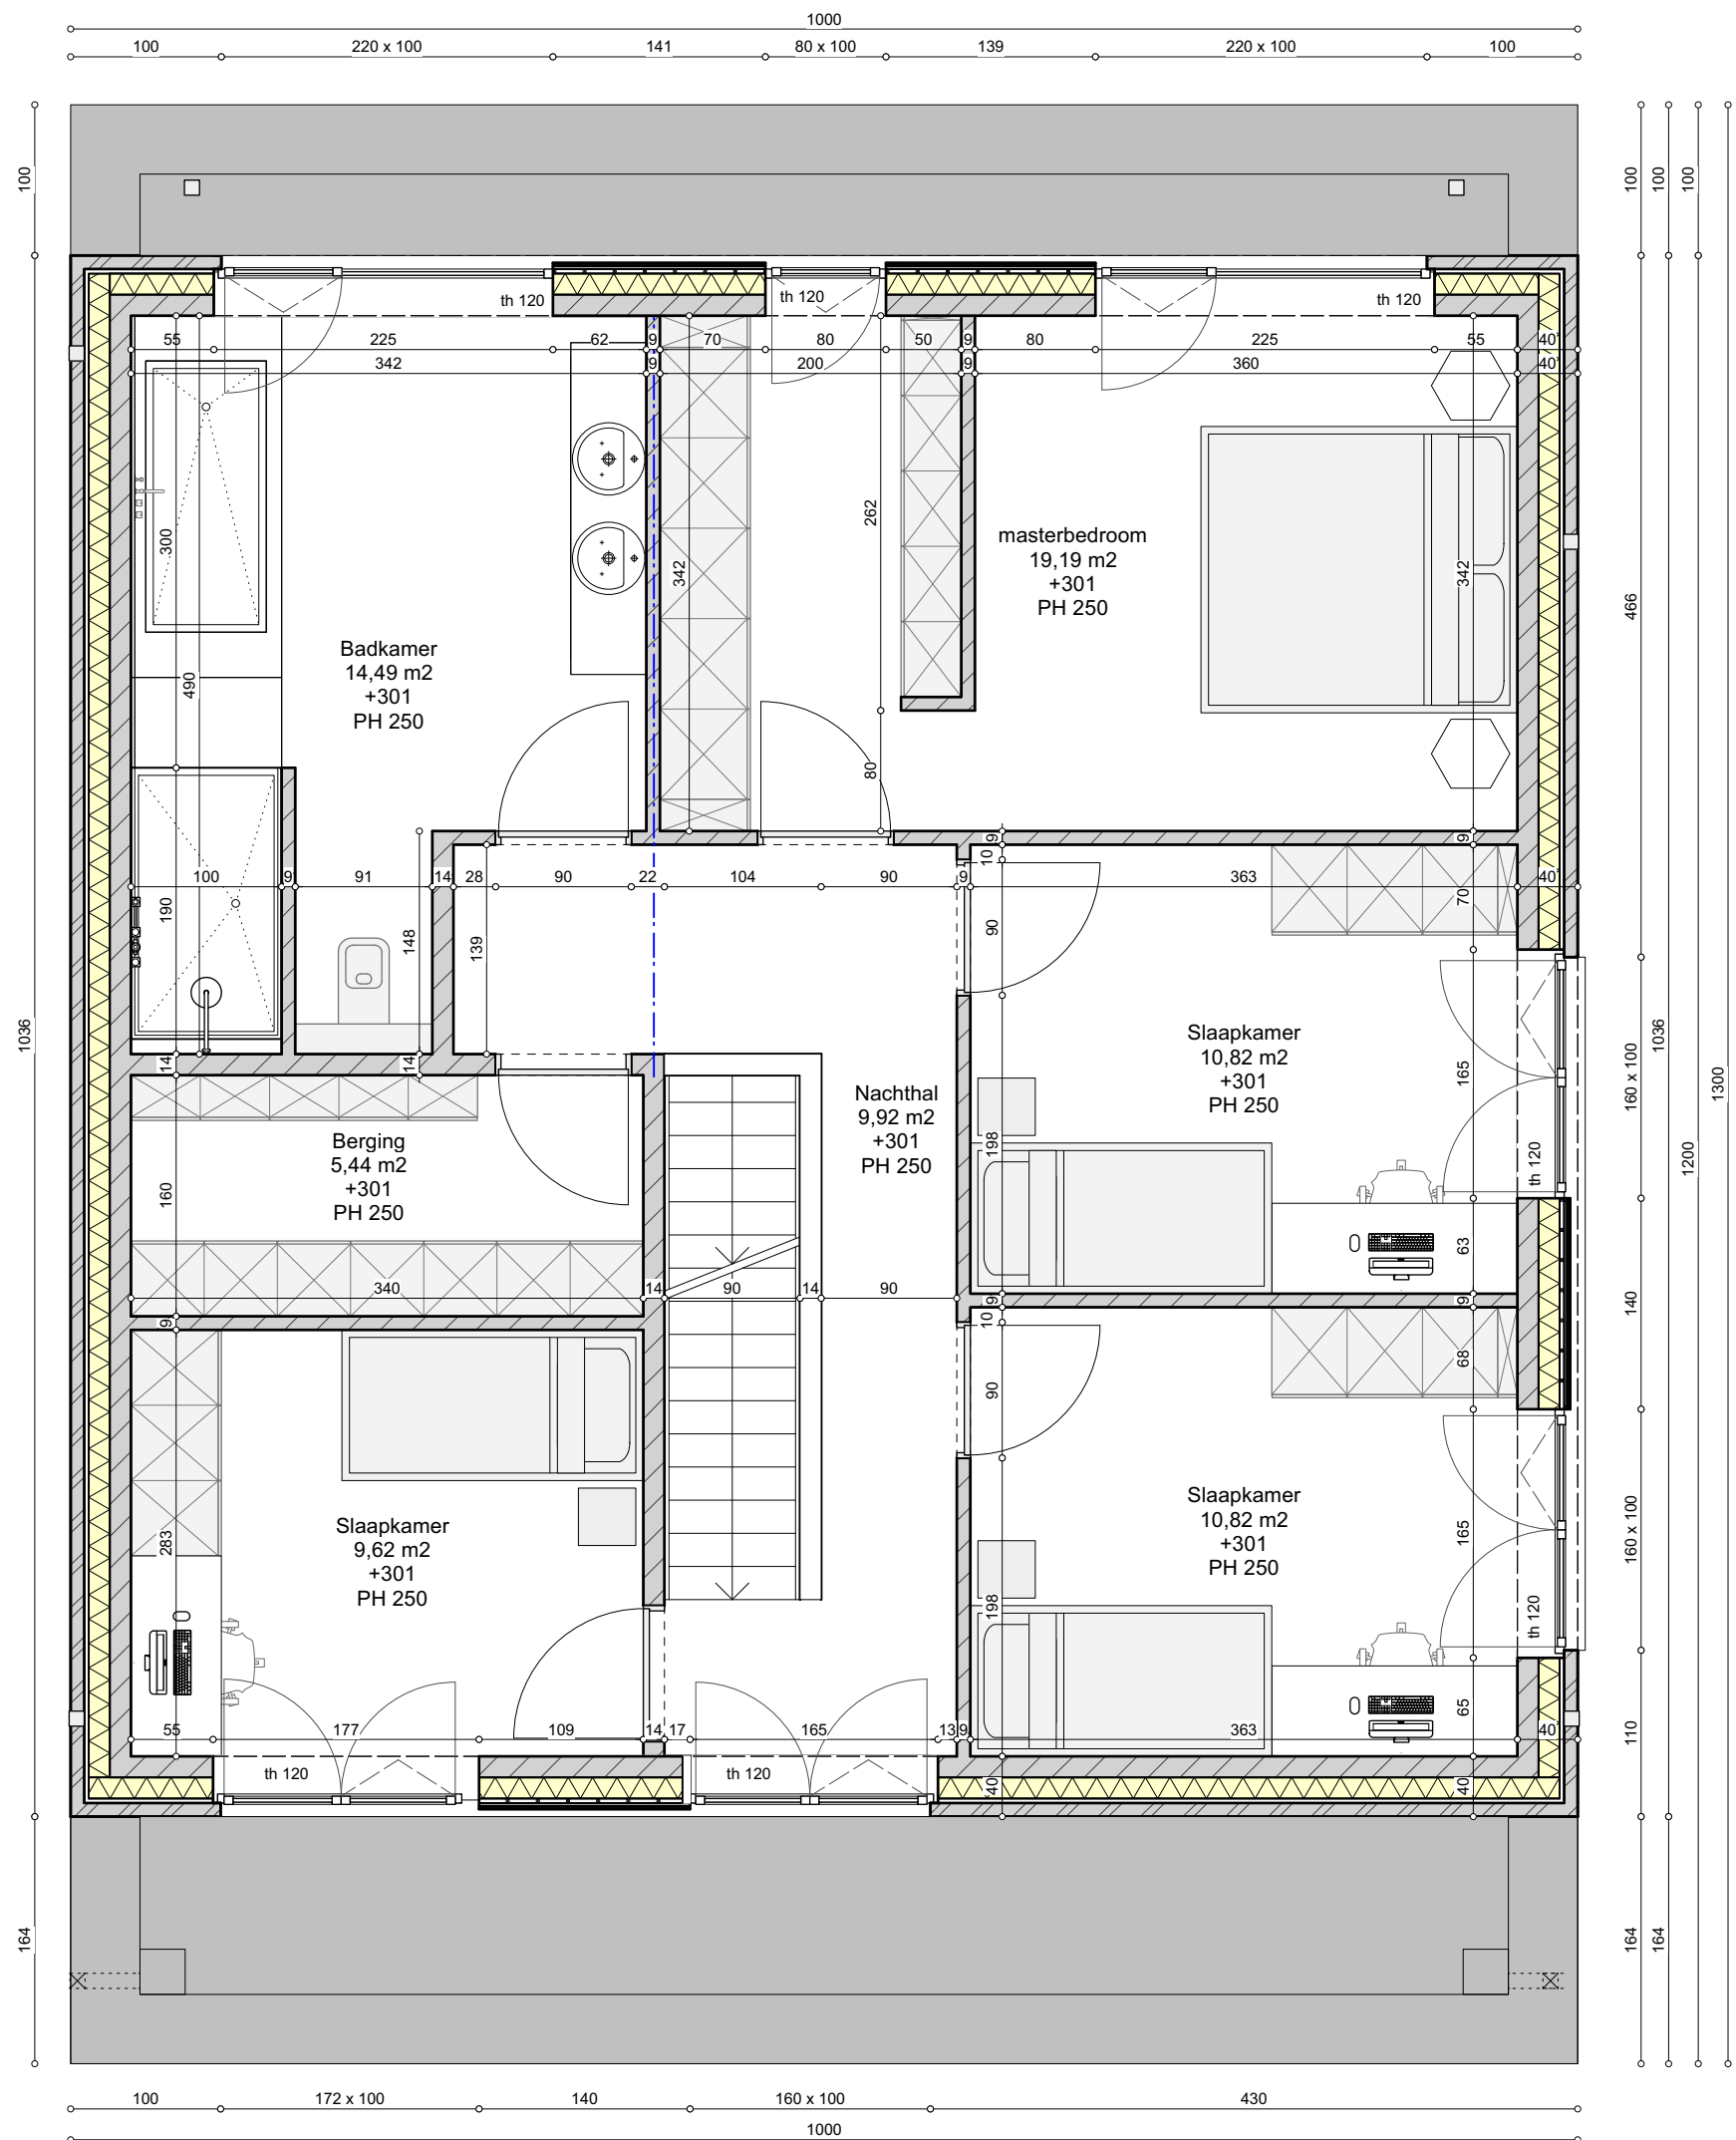 1000
100 220 x 100 141 80 x 100 139 220 x 100 100
100
100 100 100
th 120 th 120 th 120
55 225 62 9 70 80 50 9 80 225 55 40
342 9 200 9 360 40
300
262
342
342
masterbedroom
19,19 m2
+301
PH 250
466
Badkamer
14,49 m2
+301
PH 250
490
80
9 9
10
100 9 91 14 28 90 22 104 90 9 363 40
70
190
148
139
90
1036
1036
Slaapkamer
10,82 m2
+301
PH 250
14 14
165
160 x 100
1300
Nachthal
9,92 m2
+301
PH 250
Berging
5,44 m2
+301
PH 250
198
th 120
1200
160
63
340 14 90 14 90
9 9
10
140
9
68
90
Slaapkamer
10,82 m2
+301
PH 250
Slaapkamer
9,62 m2
+301
PH 250
283
165
160 x 100
198
th 120
65
110
55 177 109 14 17 165 13 9 363 40
th 120 th 120
40 40
164
164 164
100 172 x 100 140 160 x 100 430
1000